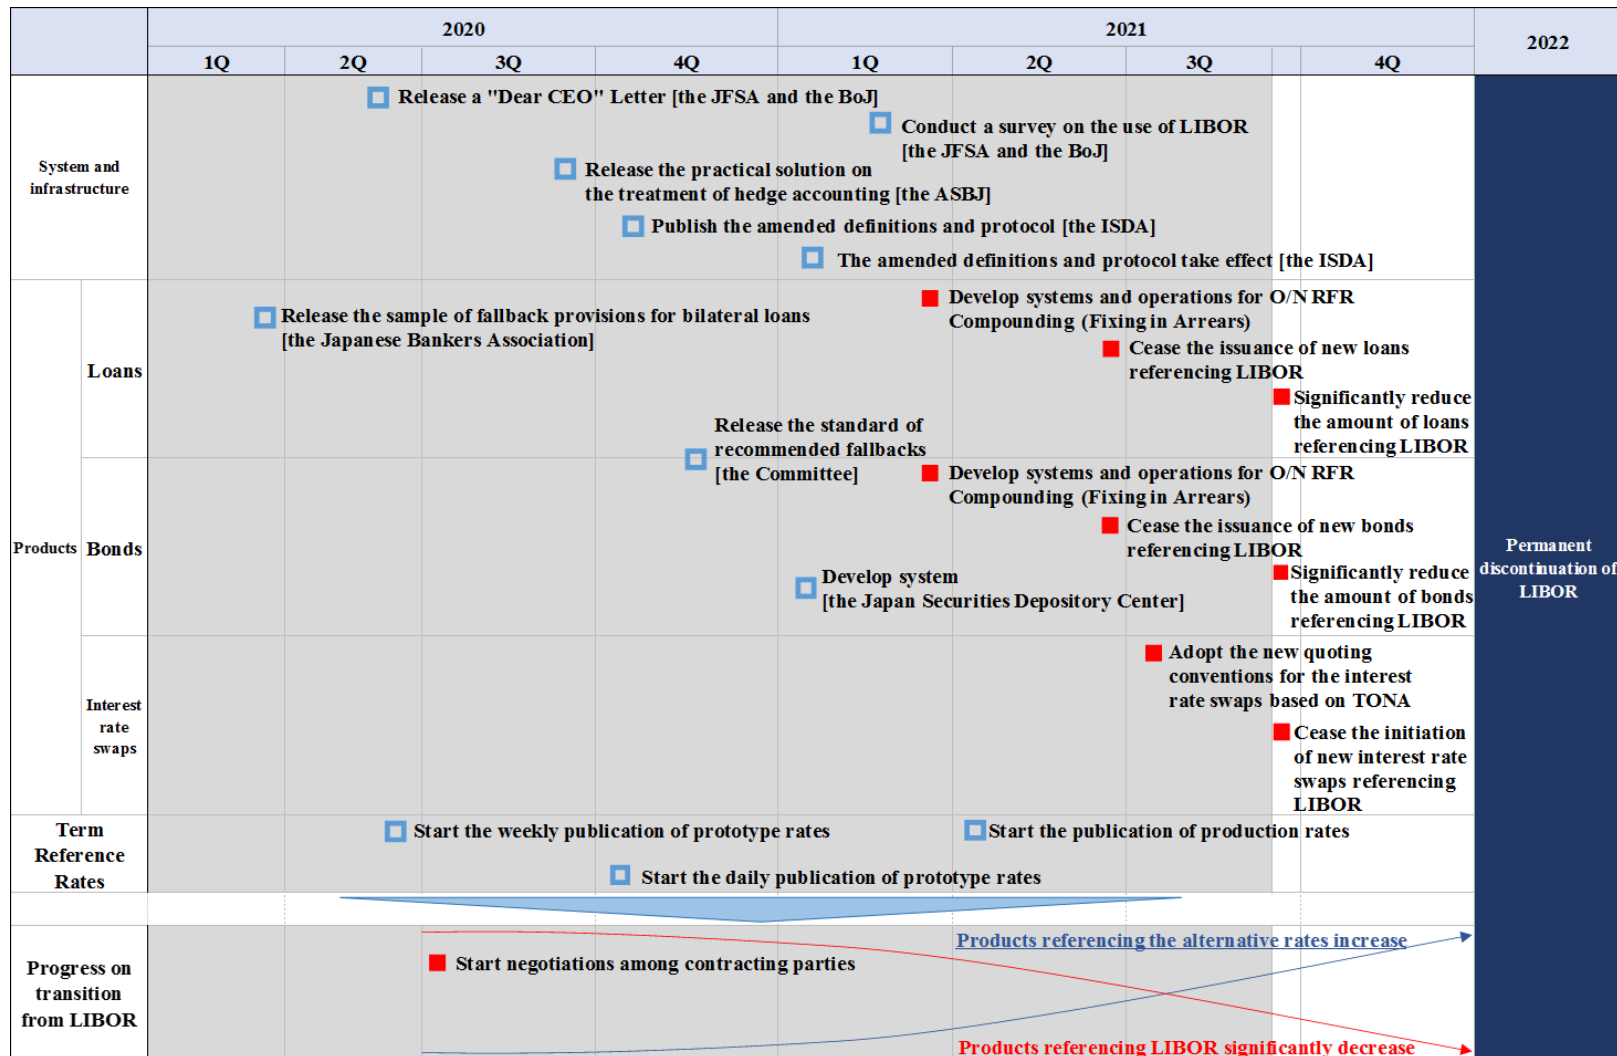 2020
2021
2022
1Q
2Q
3Q
4Q
1Q
2Q
3Q
4Q
System and
infrastructure
Release a "Dear CEO" Letter [the JFSA and the BoJ]
Conduct a survey on the use of LIBOR
[the JFSA and the BoJ]
Release the practical solution on
the treatment of hedge accounting [the ASBJ]
Publish the amended definitions and protocol [the ISDA]
The amended definitions and protocol take effect [the ISDA]
Products
Loans
Release the sample of fallback provisions for bilateral loans
[the Japanese Bankers Association]
Develop systems and operations for O/N RFR
Compounding (Fixing in Arrears)
Cease the issuance of new loans
referencing LIBOR
Significantly reduce
the amount of loans
referencing LIBOR
Release the standard of
recommended fallbacks
[the Committee]
Bonds
Develop systems and operations for O/N RFR
Compounding (Fixing in Arrears)
Cease the issuance of new bonds
referencing LIBOR
Develop system
[the Japan Securities Depository Center]
Significantly reduce
the amount of bonds
referencing LIBOR
Interest
rate
swaps
Adopt the new quoting
conventions for the interest
rate swaps based on TONA
Cease the initiation
of new interest rate
swaps referencing
LIBOR
Permanent
discontinuation of
LIBOR
Term
Reference
Rates
Start the weekly publication of prototype rates
Start the publication of production rates
Start the daily publication of prototype rates
Progress on
transition
from LIBOR
Products referencing the alternative rates increase
Start negotiations among contracting parties
Products referencing LIBOR significantly decrease